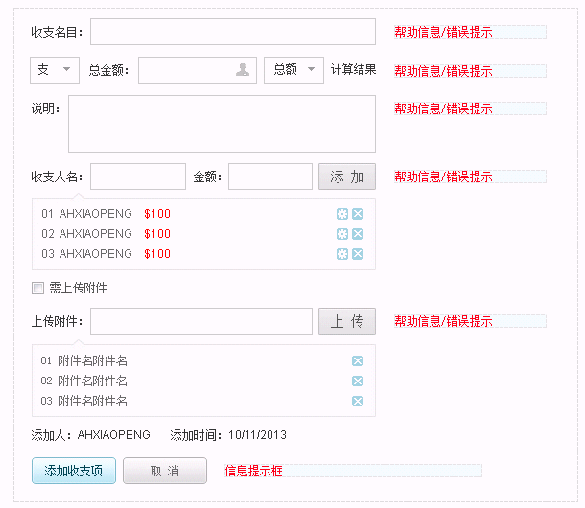 收支名目： 帮助信息/错误提示
支 总金额： 总额 计算结果 帮助信息/错误提示
说明： 帮助信息/错误提示
收支人名： 金额： 添 加 帮助信息/错误提示
01 AHXIAOPENG $100
02 AHXIAOPENG $100
03 AHXIAOPENG $100
需上传附件
上传附件： 上 传 帮助信息/错误提示
01 附件名附件名
02 附件名附件名
03 附件名附件名
添加人：AHXIAOPENG 添加时间：10/11/2013
添加收支项 取 消 信息提示框